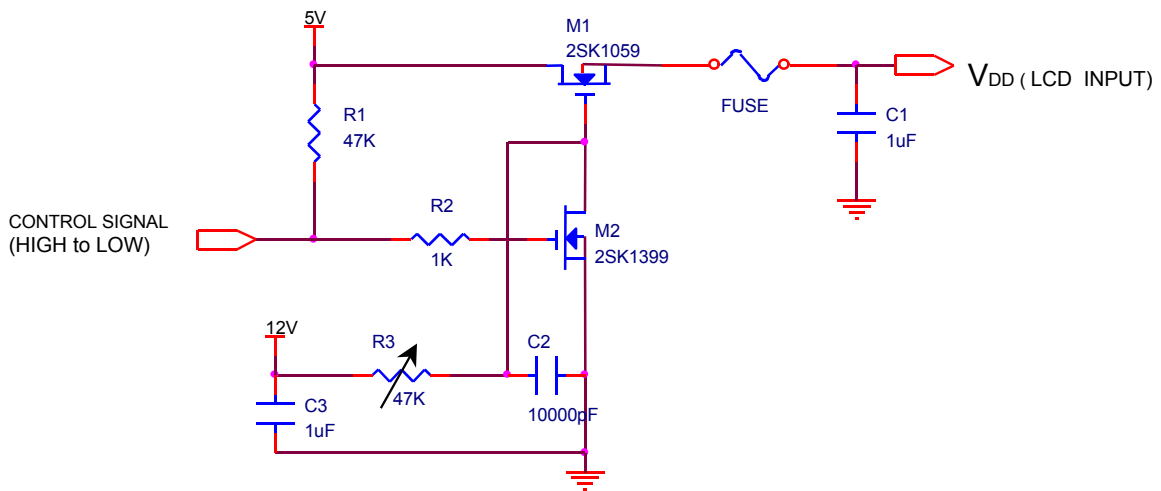 5V
M1
2SK1059
VDD ( LCD INPUT)
FUSE
R1
47K
C1
1uF
CONTROL SIGNAL
(HIGH to LOW)
R2
1K
M2
2SK1399
12V
R3
47K
C2
10000pF
C3
1uF